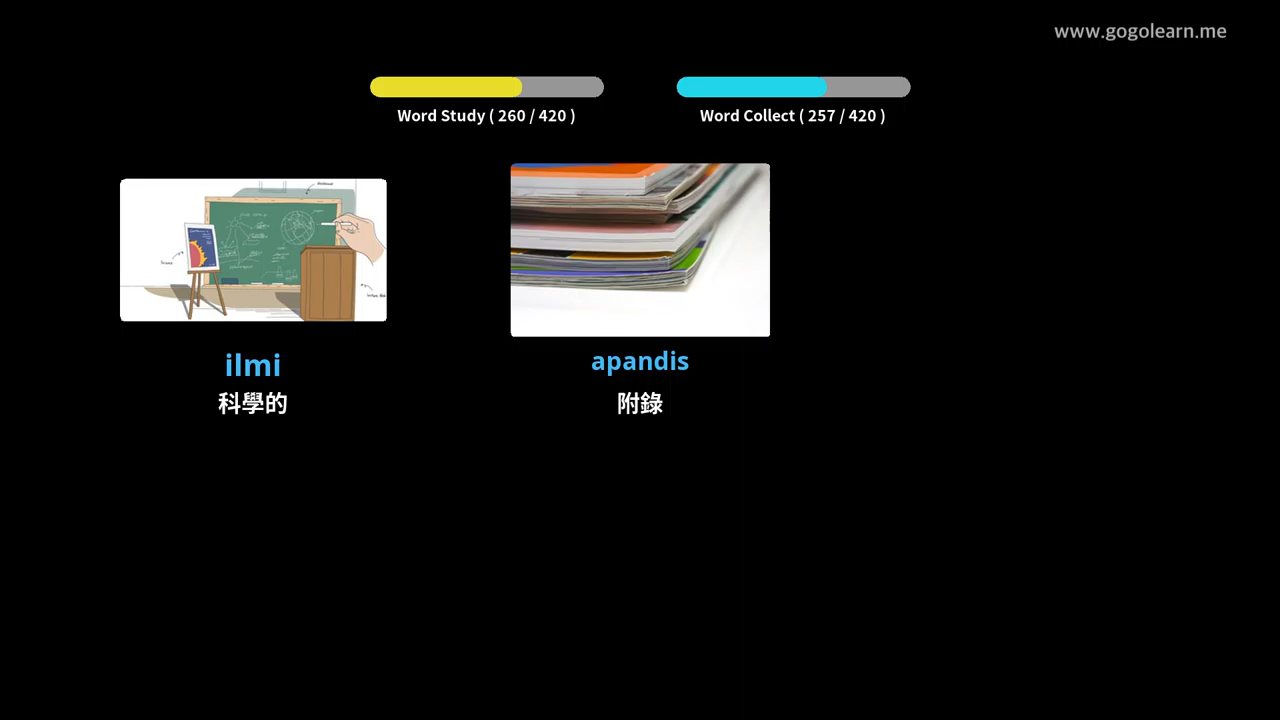 www.gogolearn.me
Word Study ( 260 / 420 )
Word Collect ( 257 / 420 )
ilmi
科學的
apandis
附錄